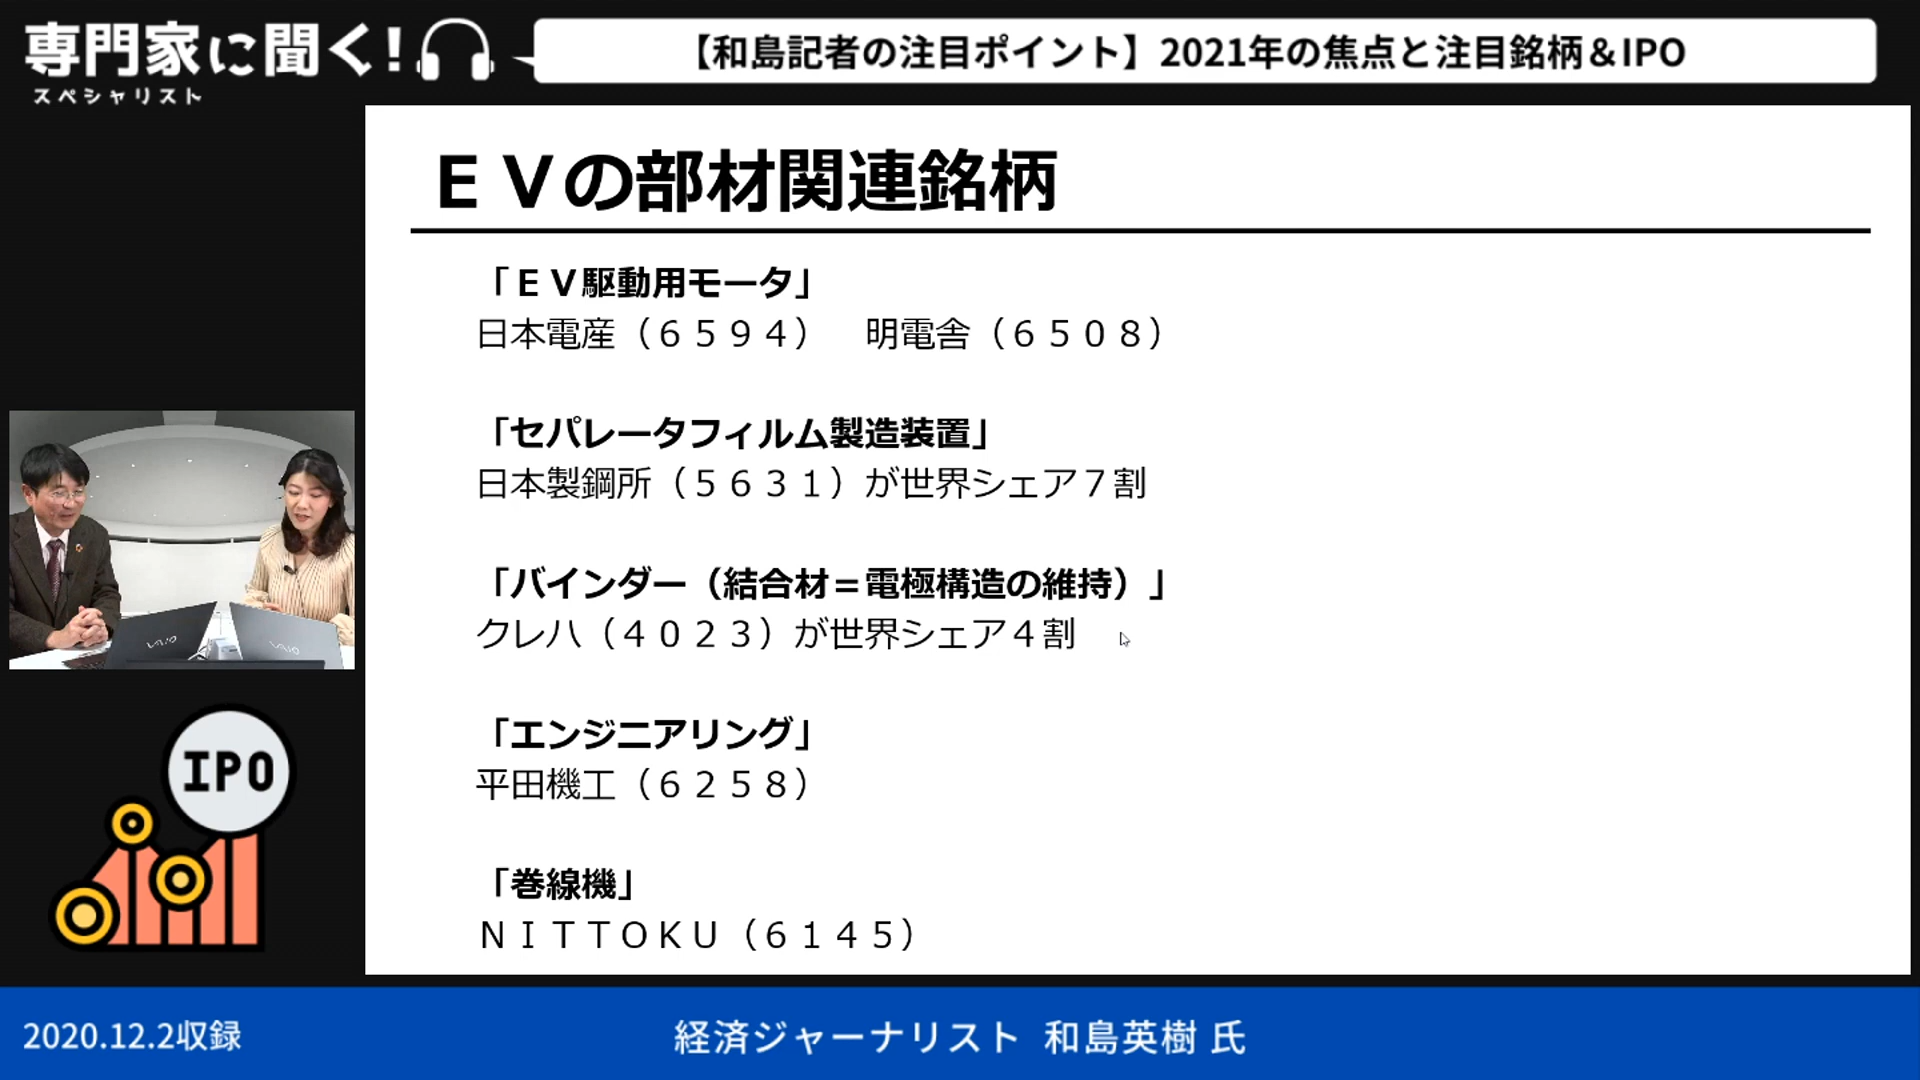 専門家に聞く!
スペシャリスト
【和島記者の注目ポイント】2021年の焦点と注目銘柄＆IPO
ＥＶの部材関連銘柄
「ＥＶ駆動用モータ」
日本電産（６５９４）　明電舎（６５０８）
「セパレータフィルム製造装置」
日本製鋼所（５６３１）が世界シェア７割
「バインダー（結合材＝電極構造の維持）」
クレハ（４０２３）が世界シェア４割
「エンジニアリング」
平田機工（６２５８）
「巻線機」
ＮＩＴＴＯＫＵ（６１４５）
VAIO
VAIO
IPO
2020.12.2収録
経済ジャーナリスト 和島英樹 氏